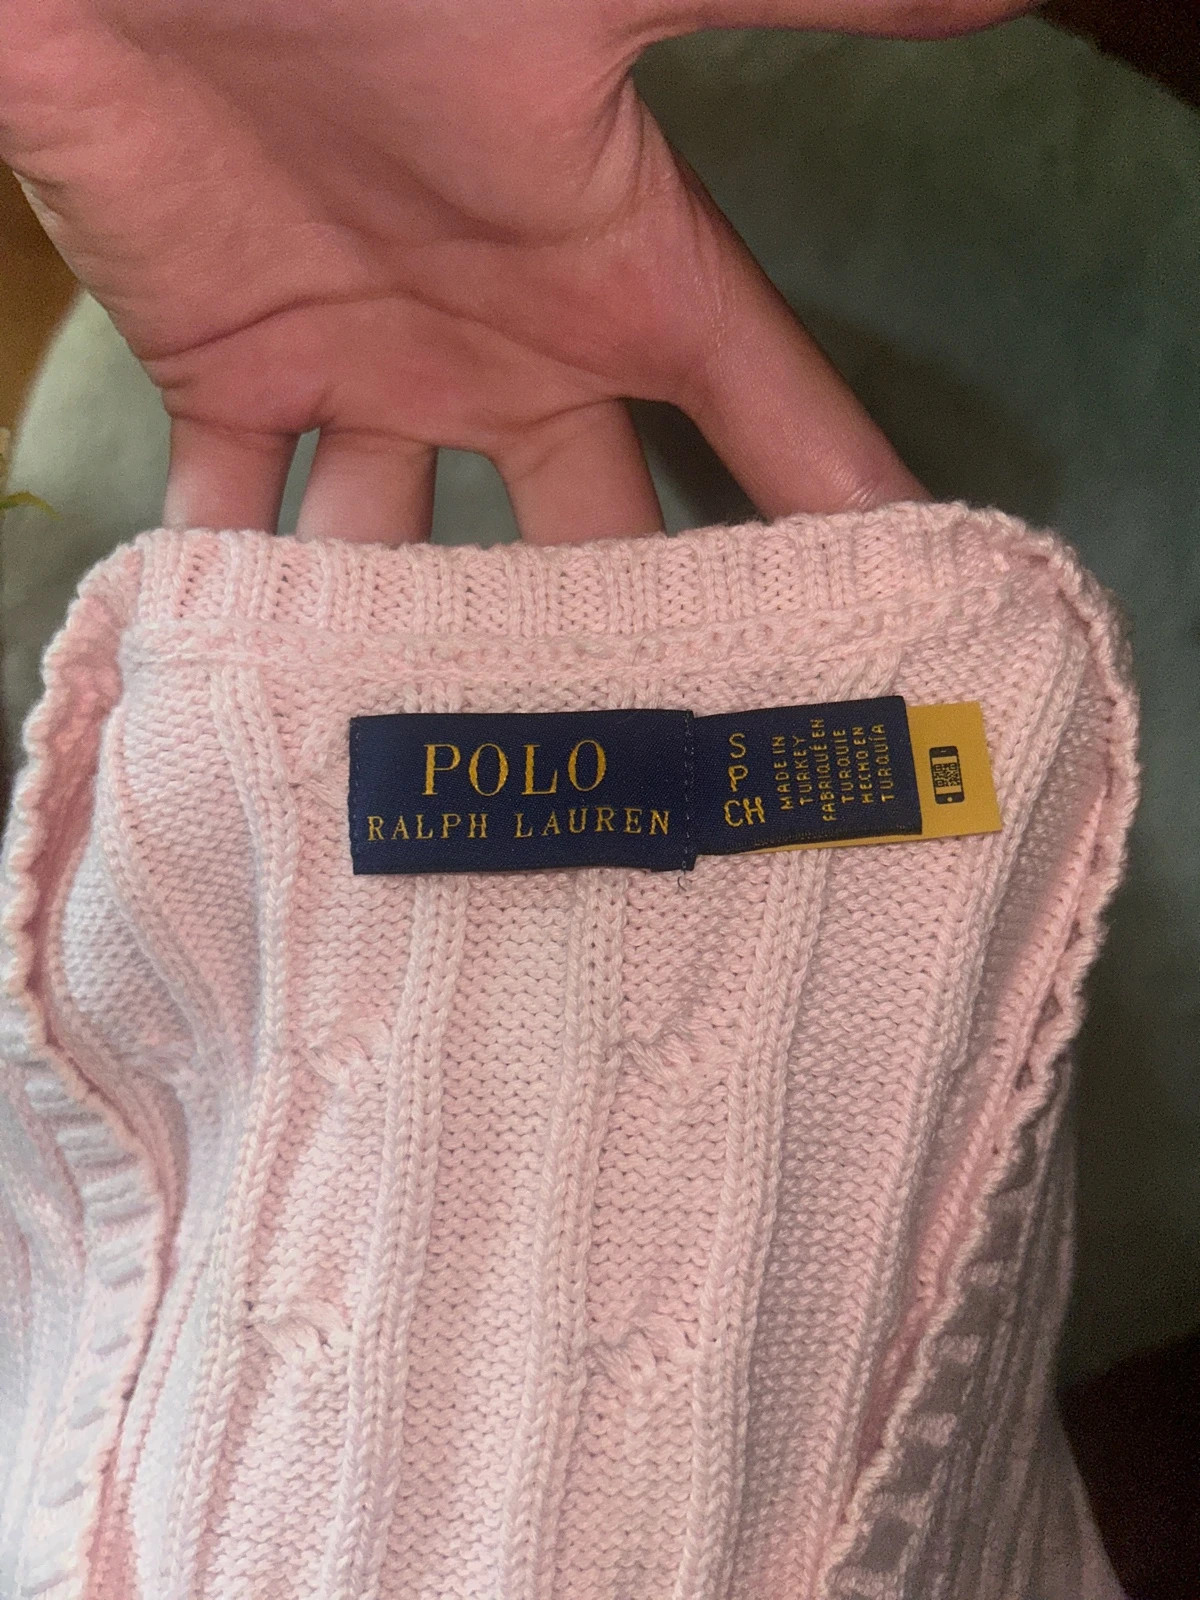 POLO
RALPH LAUREN
S
P
CH
MADE IN
TURKEY
FABRIQUÉ EN
TURQUIE
HECHO EN
TURQUÍA